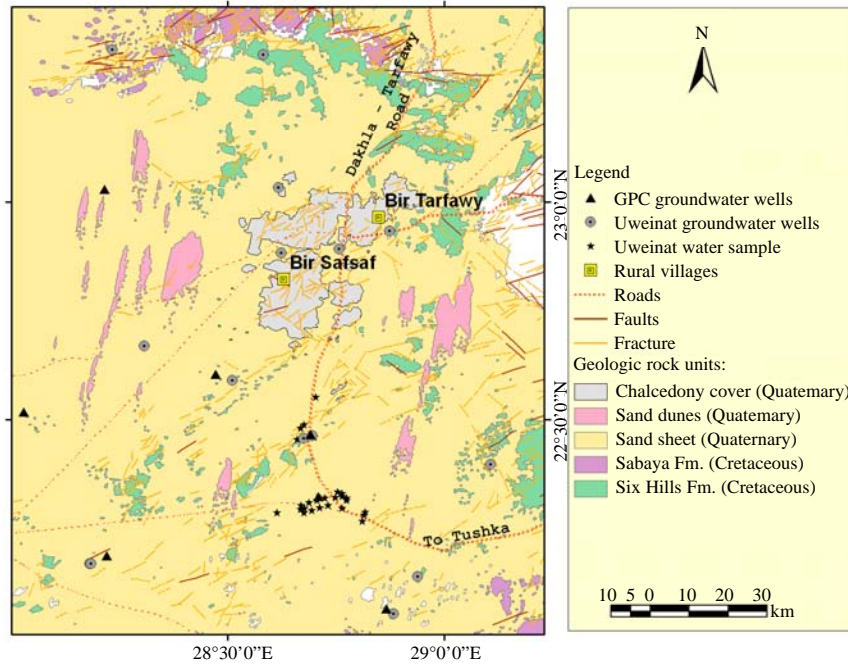 Dakhla - Tarfawy
Road
Bir Tarfawy
Bir Safsaf
To Tushka
23°0'0"N
22°30'0"N
28°30'0"E
29°0'0"E
N
Legend
GPC groundwater wells
Uweinat groundwater wells
Uweinat water sample
Rural villages
Roads
Faults
Fracture
Geologic rock units:
Chalcedony cover (Quatemary)
Sand dunes (Quatemary)
Sand sheet (Quaternary)
Sabaya Fm. (Cretaceous)
Six Hills Fm. (Cretaceous)
10 5 0 10 20 30
km